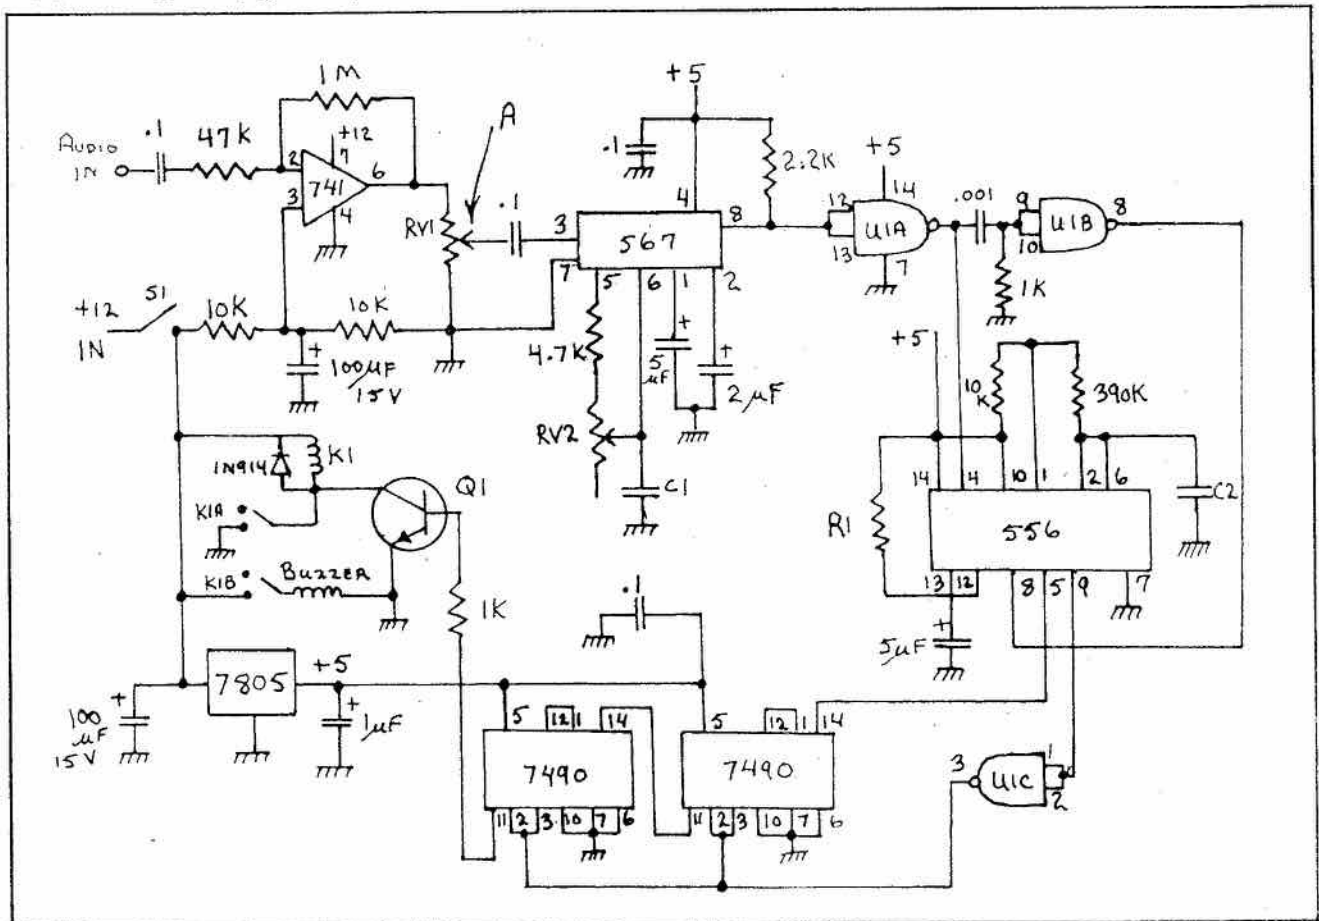 1M
+5
A
AUDIO
IN
.1
47K
+12
7
2
741
6
3
4
RV1
.1
.1
2.2K
4
3
567
8
7
5
6
1
2
+5
14
12
U1A
13
7
.001
9
U1B
8
10
1K
+12
IN
S1
10K
10K
100µF
15V
4.7K
+
5
µF
+
2µF
RV2
C1
+5
10
K
390K
14
4
10
1
2
6
C2
R1
556
13
12
8
5
9
7
+
5µF
1N914
K1
Q1
K1A
K1B
BUZZER
1K
.1
7805
+5
+
100
µF
15V
+
1µF
5
12
1
14
7490
11
2
3
10
7
6
5
12
1
14
7490
11
2
3
10
7
6
3
U1C
1
2